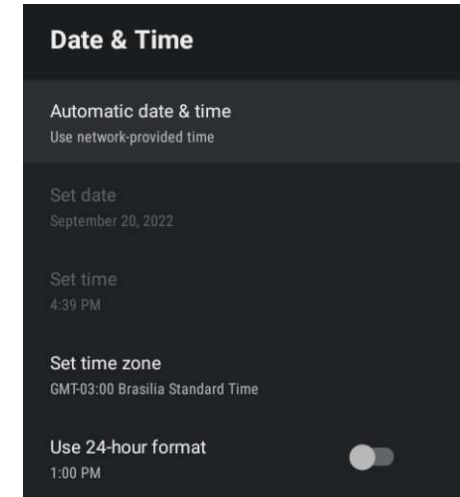 Date & Time
Automatic date & time
Use network-provided time
Set date
September 20, 2022
Set time
4:39 PM
Set time zone
GMT-03:00 Brasilia Standard Time
Use 24-hour format
1:00 PM